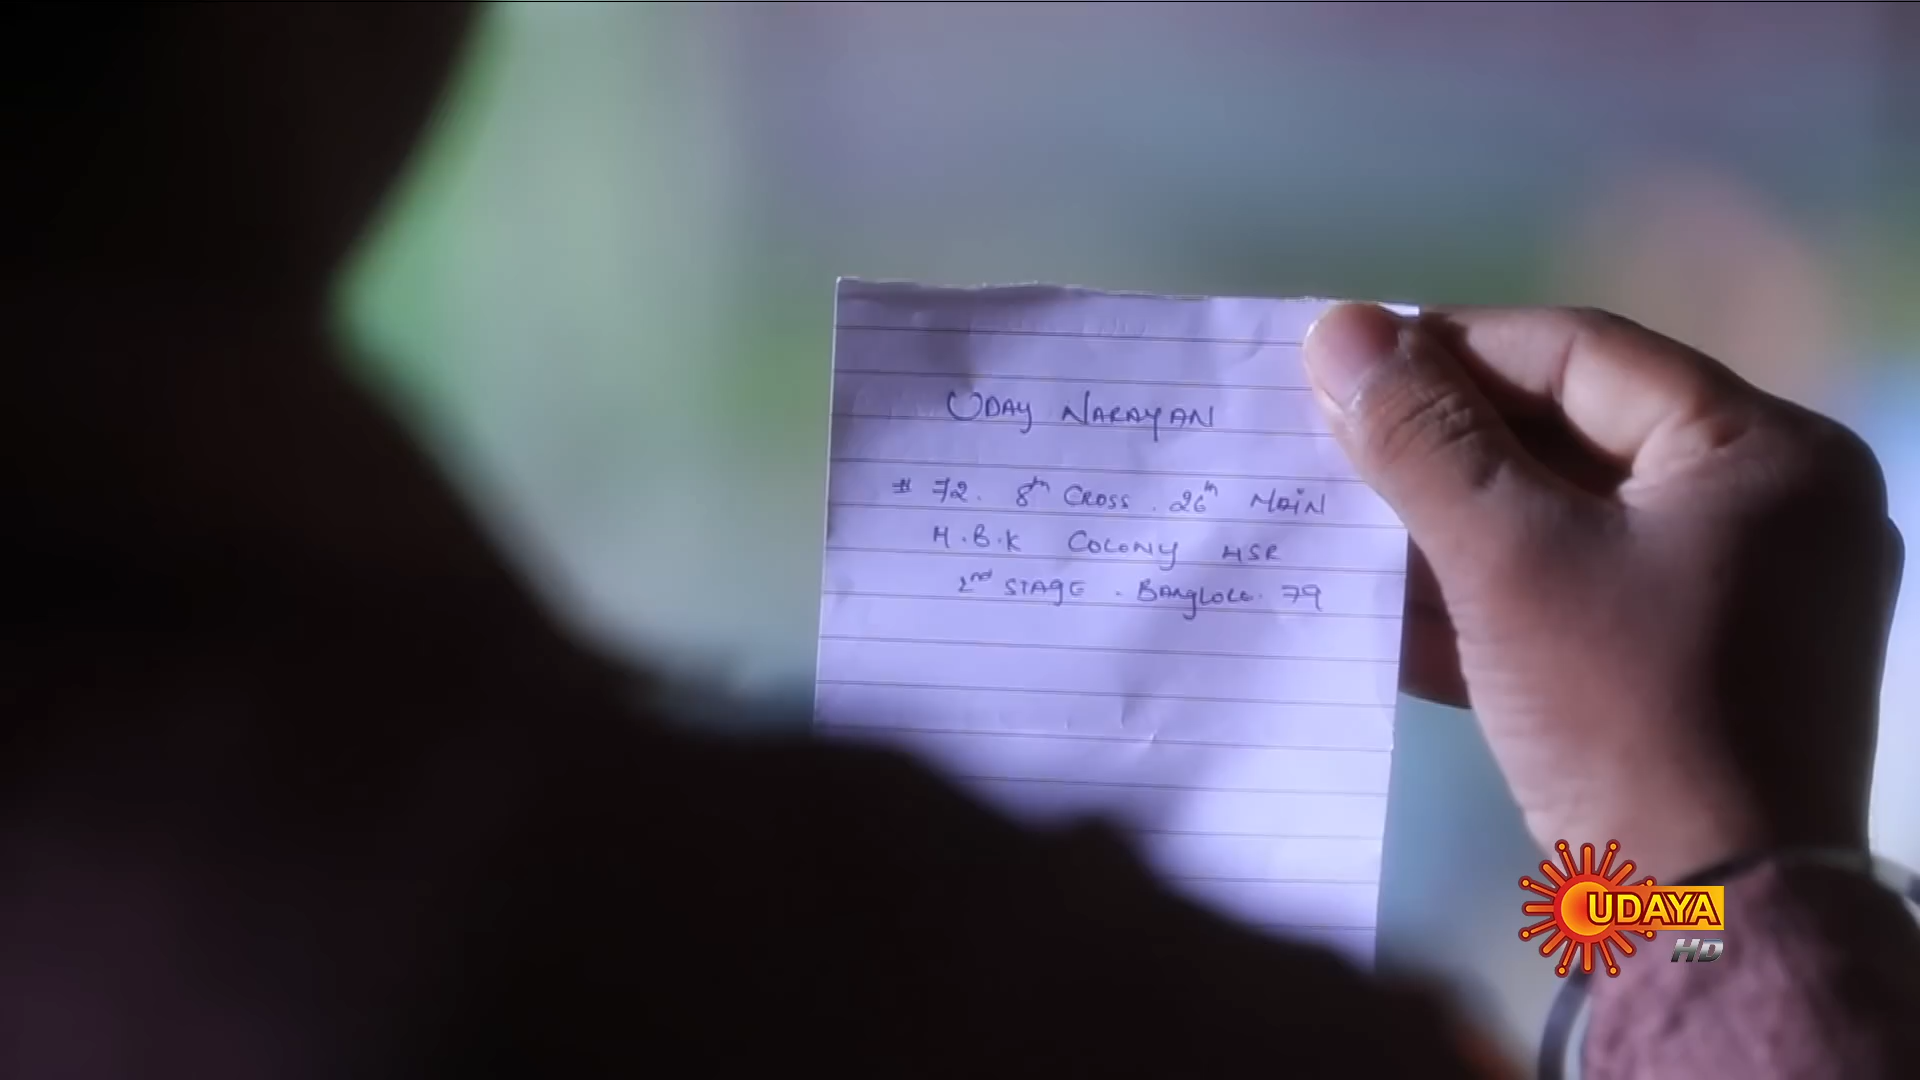 UDAY NARAYAN
# 72. 8th CROSS. 26th MAIN
H.B.K COLONY HSR
2nd STAGE. BANGLORE. 79
UDAYA
HD